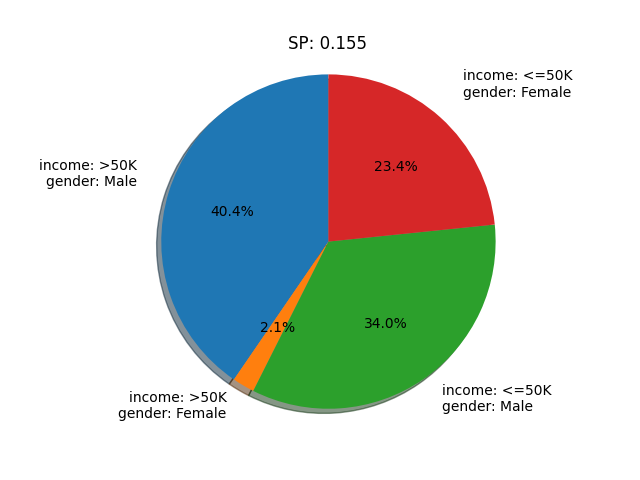 SP: 0.155
income: <=50K
gender: Female
income: >50K
gender: Male
23.4%
40.4%
2.1%
34.0%
income: >50K
gender: Female
income: <=50K
gender: Male